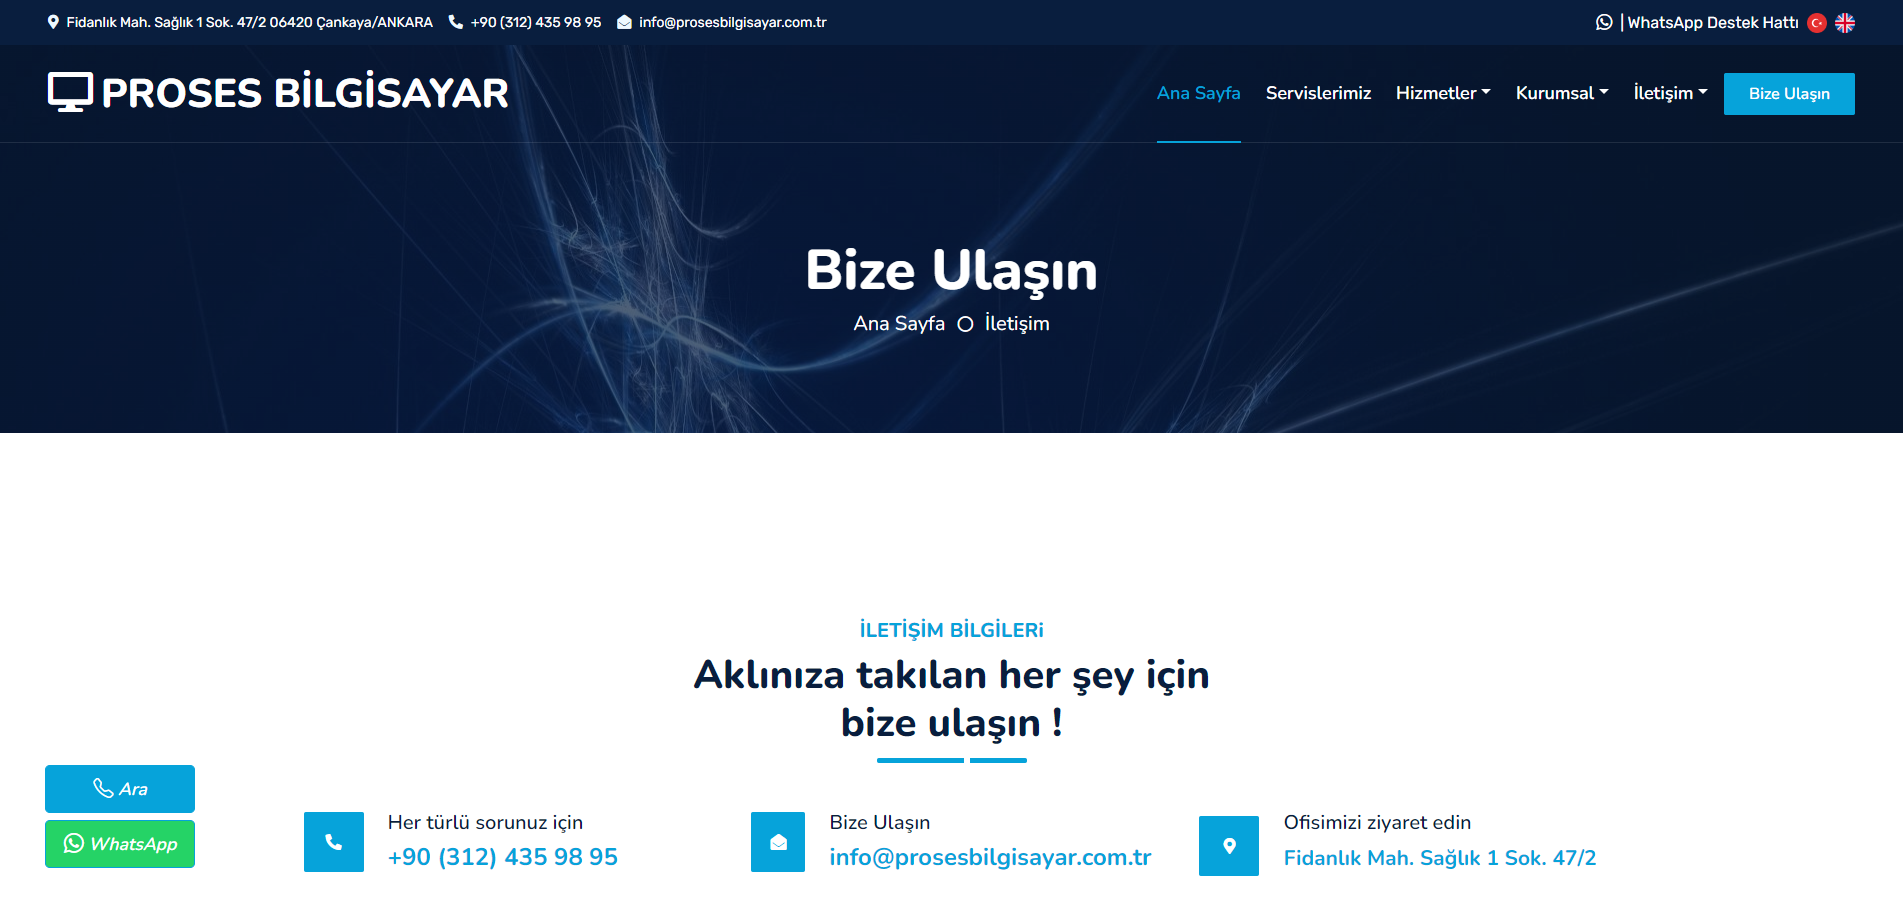 Fidanlık Mah. Sağlık 1 Sok. 47/2 06420 Çankaya/ANKARA +90 (312) 435 98 95 info@prosesbilgisayar.com.tr | WhatsApp Destek Hattı
PROSES BİLGİSAYAR
Ana Sayfa Servislerimiz Hizmetler Kurumsal İletişim Bize Ulaşın
Bize Ulaşın
Ana Sayfa İletişim
İLETİŞİM BİLGİLERi
Aklınıza takılan her şey için
bize ulaşın !
Ara
WhatsApp
Her türlü sorunuz için
+90 (312) 435 98 95
Bize Ulaşın
info@prosesbilgisayar.com.tr
Ofisimizi ziyaret edin
Fidanlık Mah. Sağlık 1 Sok. 47/2